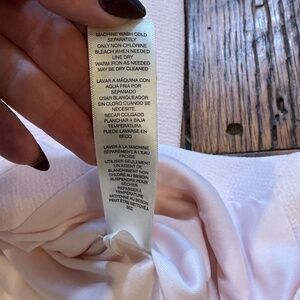 MACHINE WASH COLD
SEPARATELY
ONLY NON-CHLORINE
BLEACH WHEN NEEDED
LINE DRY
WARM IRON AS NEEDED
MAY BE DRY CLEANED
LAVAR A MÁQUINA CON
AGUA FRIA POR
SEPARADO
USAR BLANQUEADOR
SIN CLORO CUANDO SE
NECESITE.
SECAR COLGADO
PLANCHAR A BAJA
TEMPERATURA
PUEDE LAVARSE EN
SECO
LAVER À LA MACHINE
SÉPARÉMENT À L'EAU
FROIDE
UTILISER SEULEMENT
UN AGENT DE
BLANCHIMENT NON
CHLORÉ AU BESOIN
SUSPENDRE POUR
SÉCHER
REPASSER À
TEMPÉRATURE
MOYENNE AU BESOIN
PEUT ÊTRE NETTOYÉ À
SEC